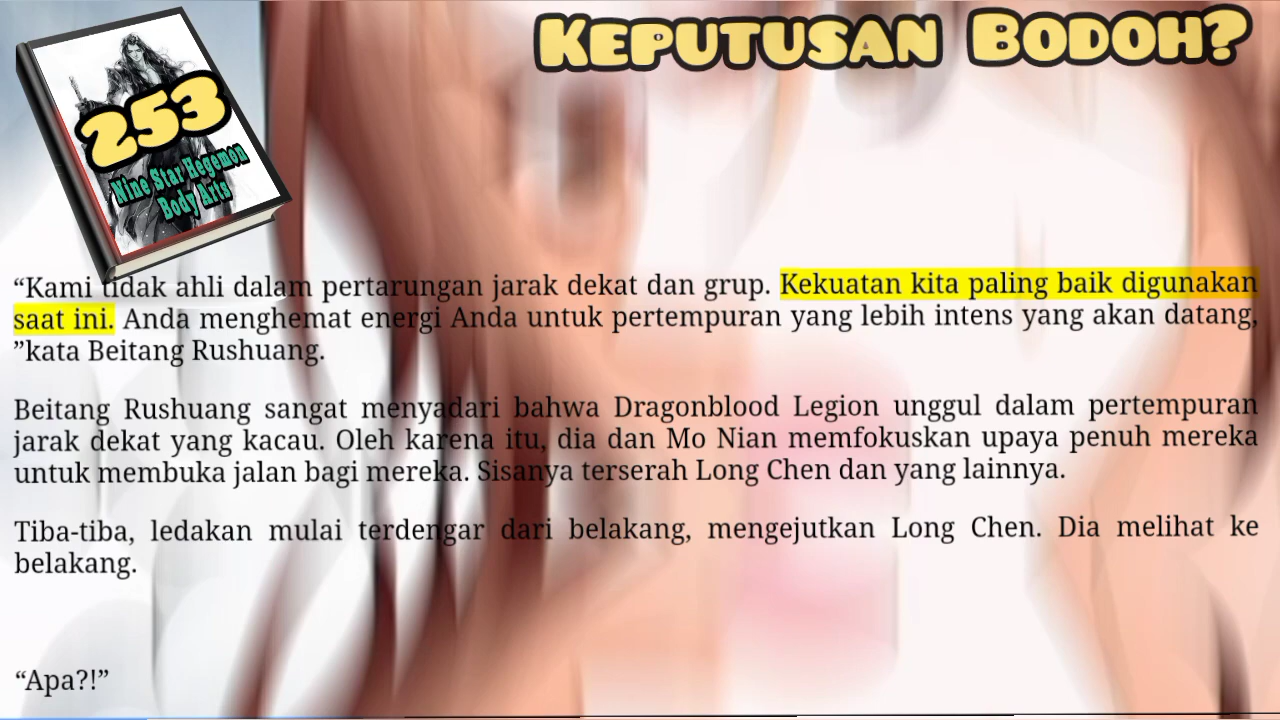 KEPUTUSAN BODOH?
253
Nine Star Hegemon
Body Arts
“Kami tidak ahli dalam pertarungan jarak dekat dan grup. Kekuatan kita paling baik digunakan
saat ini. Anda menghemat energi Anda untuk pertempuran yang lebih intens yang akan datang,
”kata Beitang Rushuang.
Beitang Rushuang sangat menyadari bahwa Dragonblood Legion unggul dalam pertempuran
jarak dekat yang kacau. Oleh karena itu, dia dan Mo Nian memfokuskan upaya penuh mereka
untuk membuka jalan bagi mereka. Sisanya terserah Long Chen dan yang lainnya.
Tiba-tiba, ledakan mulai terdengar dari belakang, mengejutkan Long Chen. Dia melihat ke
belakang.
“Apa?!”